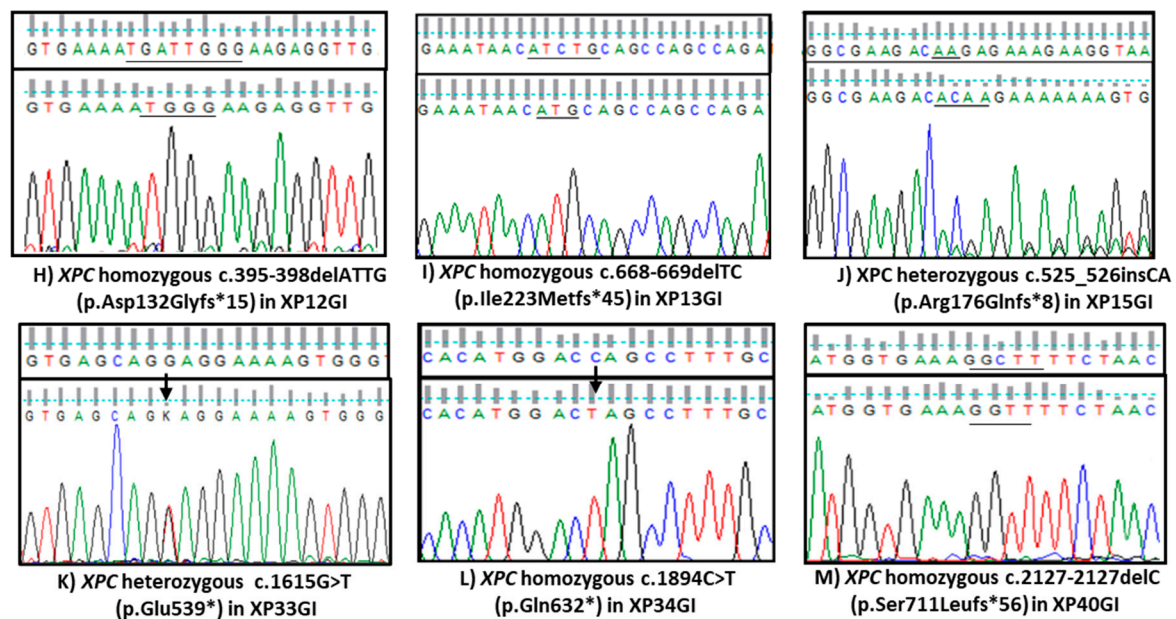 GTGAAAATGATTGGGAAGAGGTTG
GTGAAAATGGGAAGAGGTTG
H) XPC homozygous c.395-398delATTG
(p.Asp132Glyfs*15) in XP12GI
GAAATAACATCTGCAGCCAGCCAGA
GAAATAACATGCAGCCAGCCAGA
I) XPC homozygous c.668-669delTC
(p.Ile223Metfs*45) in XP13GI
GGCGAAGACAAGAGAAAGAAGGTAA
GGCGAAGACACAAGAAAAAAAGTG
J) XPC heterozygous c.525_526insCA
(p.Arg176Glnfs*8) in XP15GI
GTGAGCAGGAGGAAAAGTGGG
GTGAGCAGKAGGAAAAGTGGG
K) XPC heterozygous c.1615G>T
(p.Glu539*) in XP33GI
CACATGGACCAGCCTTTGC
CACATGGACTAGCCTTTGC
L) XPC homozygous c.1894C>T
(p.Gln632*) in XP34GI
ATGGTGAAAGGCTTTTCTAAC
ATGGTGAAAGGTTTTCTAAC
M) XPC homozygous c.2127-2127delC
(p.Ser711Leufs*56) in XP40GI